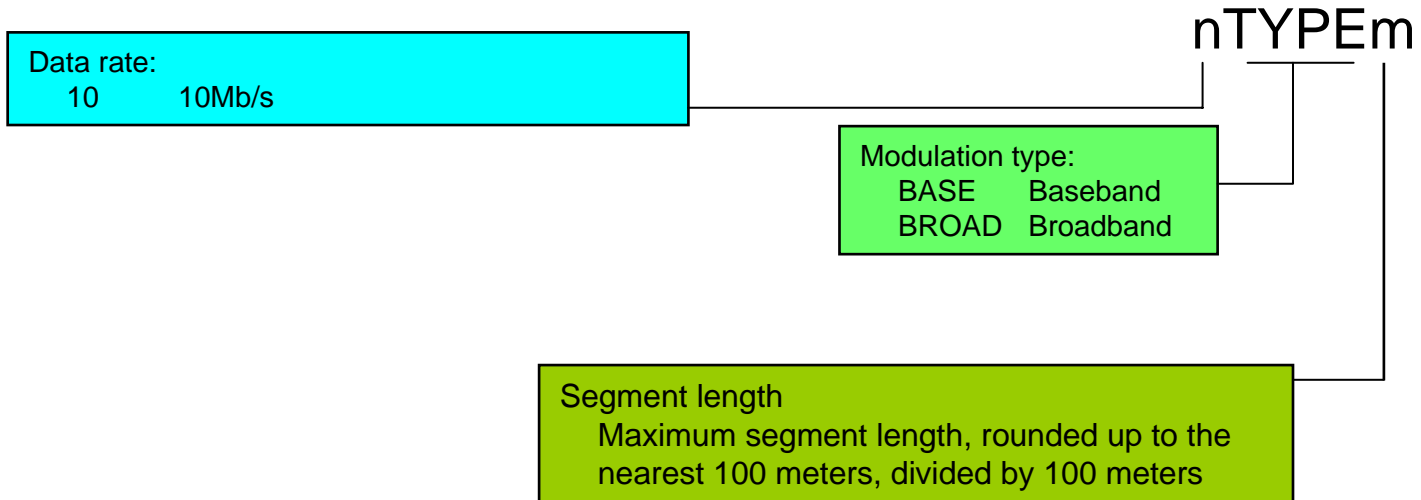 nTYPEm
Data rate:
10 10Mb/s
Modulation type:
BASE Baseband
BROAD Broadband
Segment length
Maximum segment length, rounded up to the
nearest 100 meters, divided by 100 meters